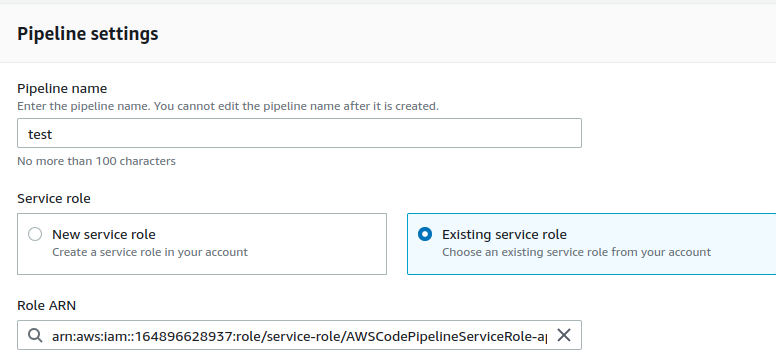 Pipeline settings
Pipeline name
Enter the pipeline name. You cannot edit the pipeline name after it is created.
test
No more than 100 characters
Service role
New service role
Create a service role in your account
Existing service role
Choose an existing service role from your account
Role ARN
arn:aws:iam::164896628937:role/service-role/AWSCodePipelineServiceRole-a